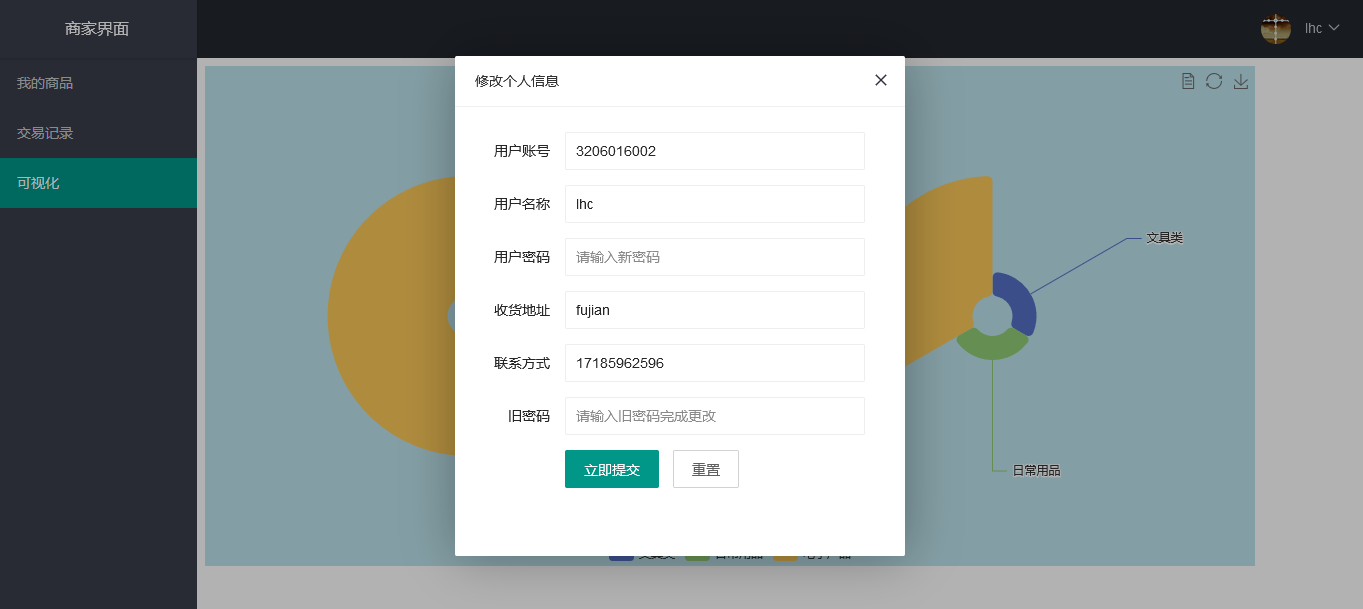 商家界面
lhc
我的商品
交易记录
可视化
修改个人信息
用户账号 3206016002
用户名称 lhc
用户密码 请输入新密码
收货地址 fujian
联系方式 17185962596
旧密码 请输入旧密码完成更改
立即提交 重置
文具类
日常用品